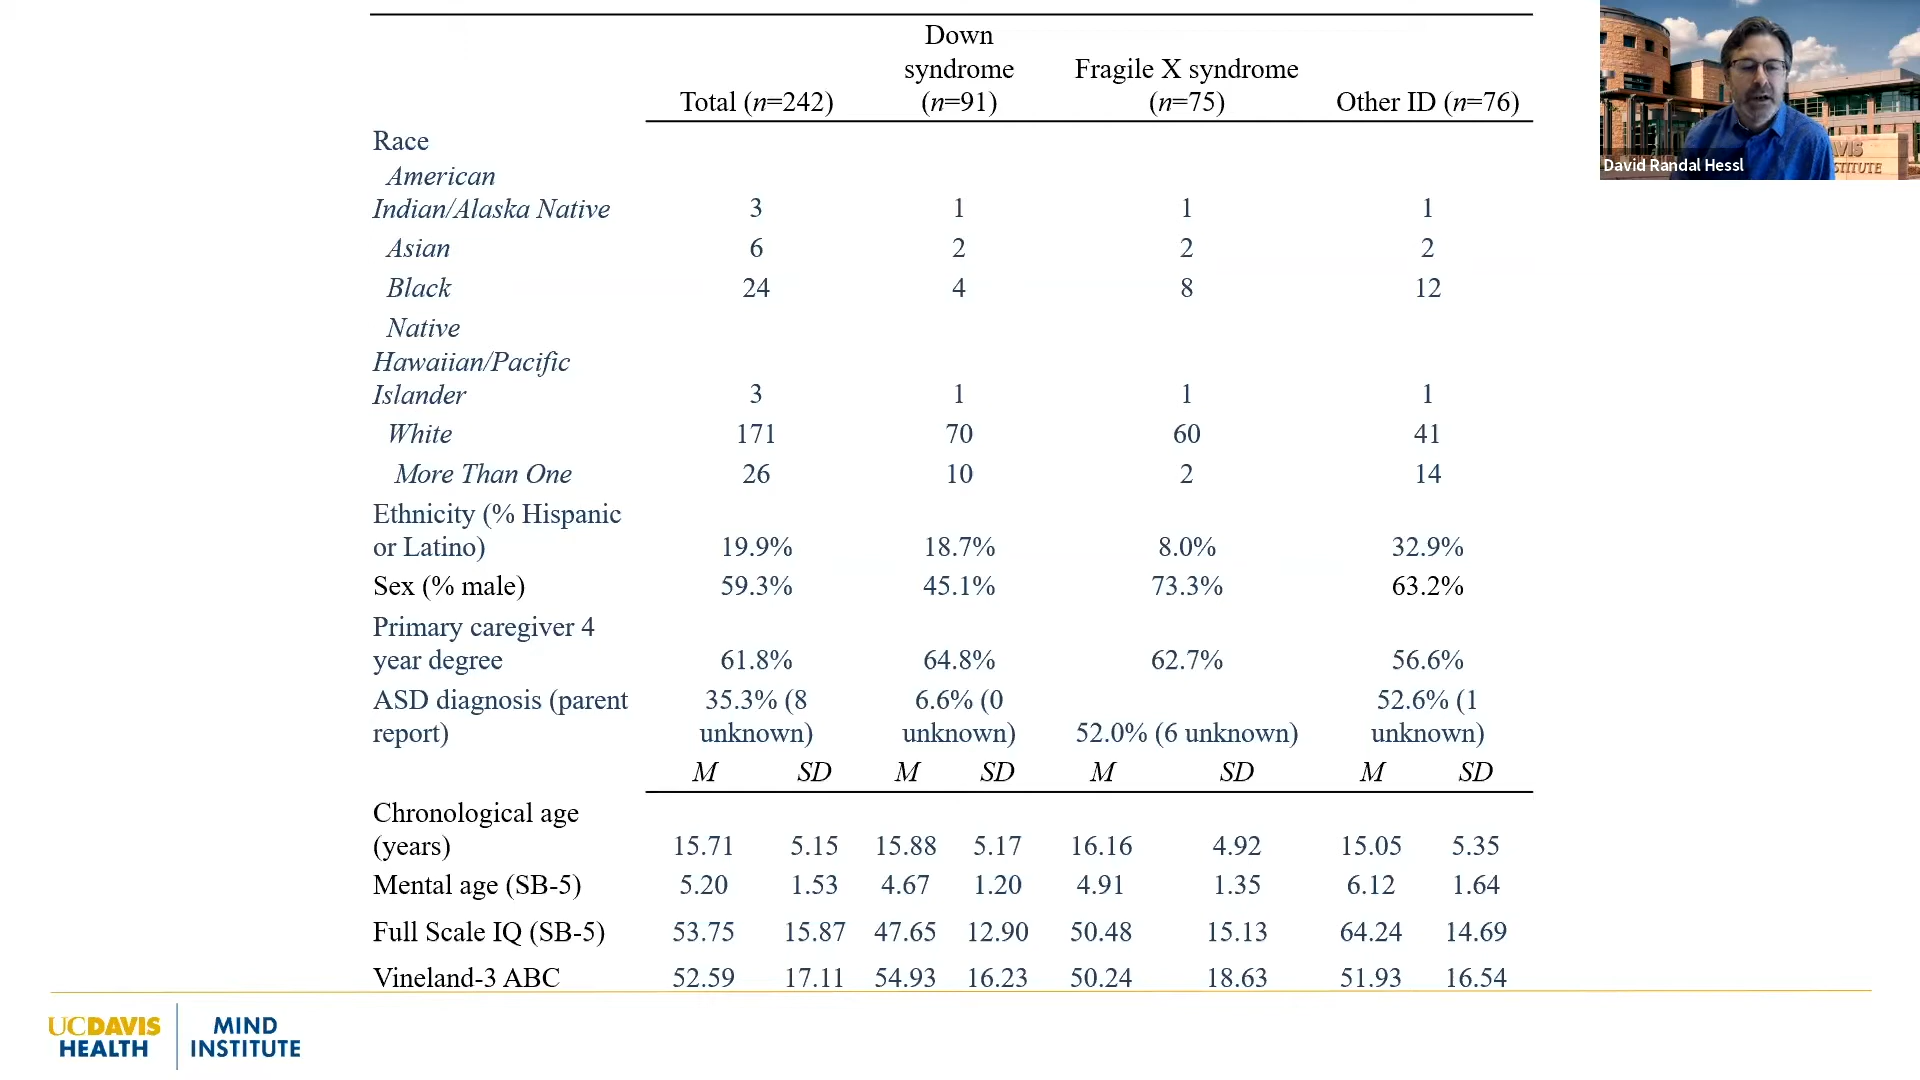 Down
syndrome Fragile X syndrome
Total (n=242) (n=91) (n=75) Other ID (n=76)
Race
American
Indian/Alaska Native 3 1 1 1
Asian 6 2 2 2
Black 24 4 8 12
Native
Hawaiian/Pacific
Islander 3 1 1 1
White 171 70 60 41
More Than One 26 10 2 14
Ethnicity (% Hispanic
or Latino) 19.9% 18.7% 8.0% 32.9%
Sex (% male) 59.3% 45.1% 73.3% 63.2%
Primary caregiver 4
year degree 61.8% 64.8% 62.7% 56.6%
ASD diagnosis (parent 35.3% (8 6.6% (0 52.6% (1
report) unknown) unknown) 52.0% (6 unknown) unknown)
M SD M SD M SD M SD
Chronological age
(years) 15.71 5.15 15.88 5.17 16.16 4.92 15.05 5.35
Mental age (SB-5) 5.20 1.53 4.67 1.20 4.91 1.35 6.12 1.64
Full Scale IQ (SB-5) 53.75 15.87 47.65 12.90 50.48 15.13 64.24 14.69
Vineland-3 ABC 52.59 17.11 54.93 16.23 50.24 18.63 51.93 16.54
UCDAVIS
HEALTH
MIND
INSTITUTE
David Randal Hessl
AVIS
STITUTE